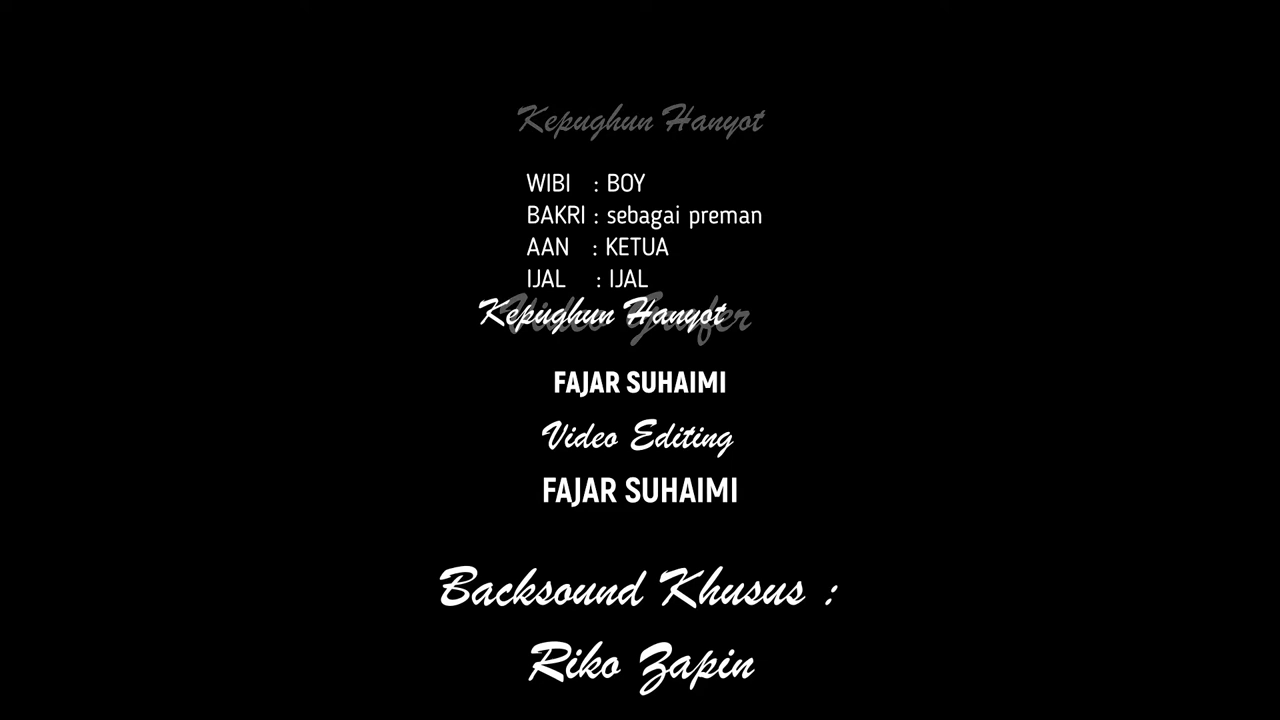 Kepughun Hanyot
WIBI : BOY
BAKRI : sebagai preman
AAN : KETUA
IJAL : IJAL
Kepughun Hanyot
Video
FAJAR SUHAIMI
Video Editing
FAJAR SUHAIMI
Backsound Khusus :
Riko Zapin